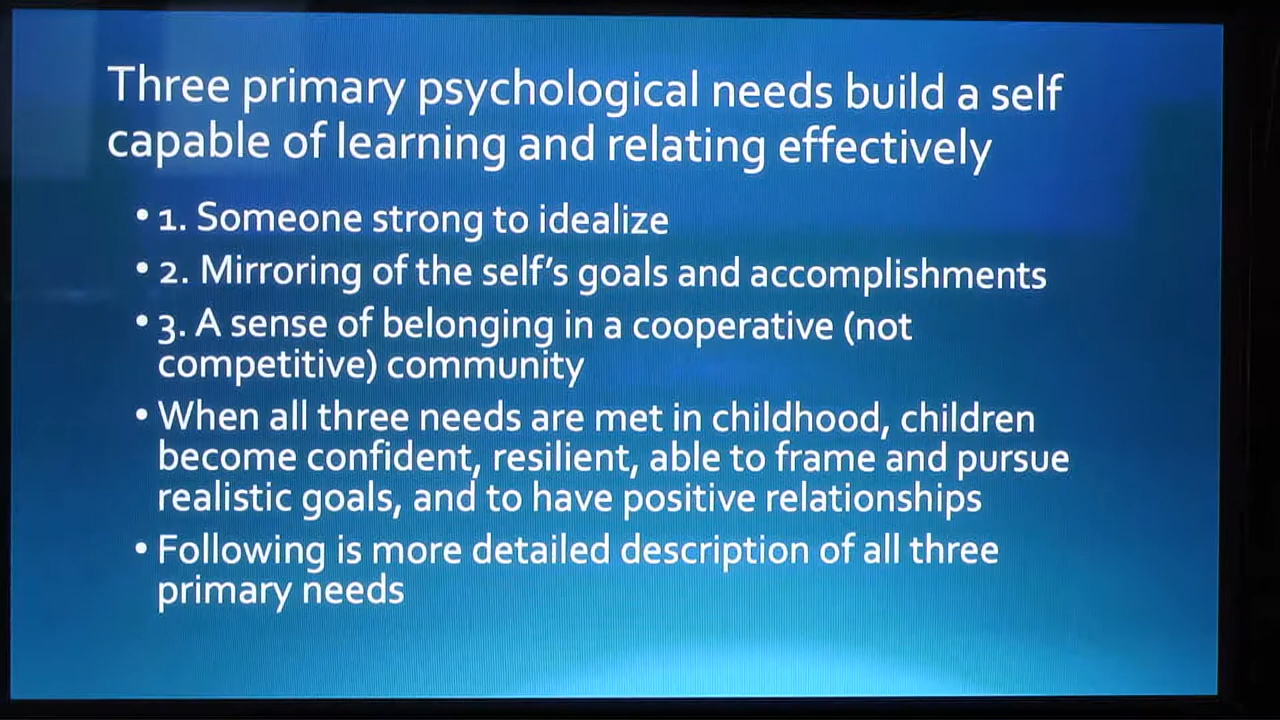 Three primary psychological needs build a self
capable of learning and relating effectively
• 1. Someone strong to idealize
• 2. Mirroring of the self's goals and accomplishments
• 3. A sense of belonging in a cooperative (not
competitive) community
• When all three needs are met in childhood, children
become confident, resilient, able to frame and pursue
realistic goals, and to have positive relationships
• Following is more detailed description of all three
primary needs